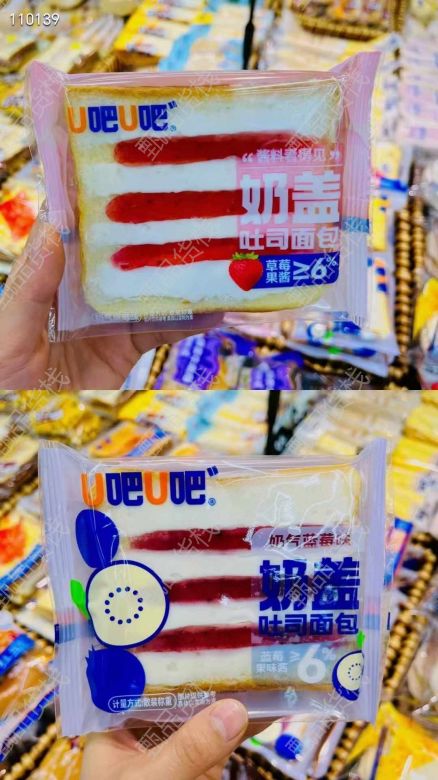 110139
U吧U吧
酱料看得见
奶盖
吐司面包
草莓
果酱
≥6%
U吧U吧
奶气蓝莓味
奶盖
吐司面包
蓝莓
果味酱
≥6%
计量方式:散装称重